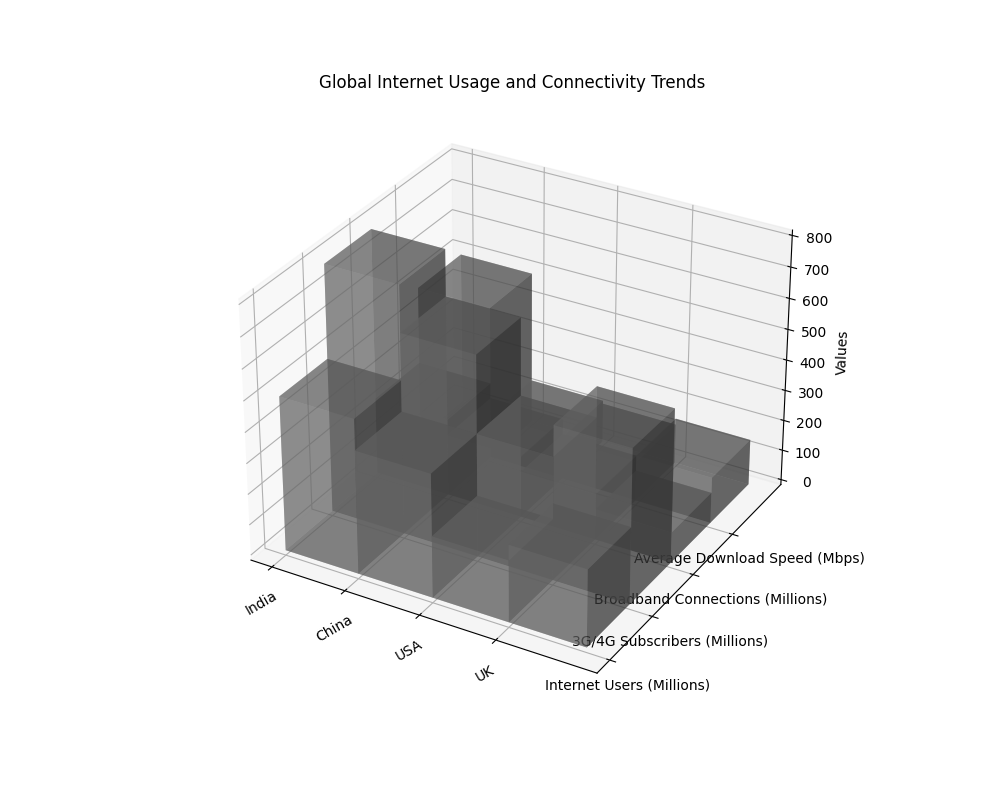 Global Internet Usage and Connectivity Trends
800
700
600
500
400
300
200
100
0
Values
India
China
USA
UK
Average Download Speed (Mbps)
Broadband Connections (Millions)
3G/4G Subscribers (Millions)
Internet Users (Millions)